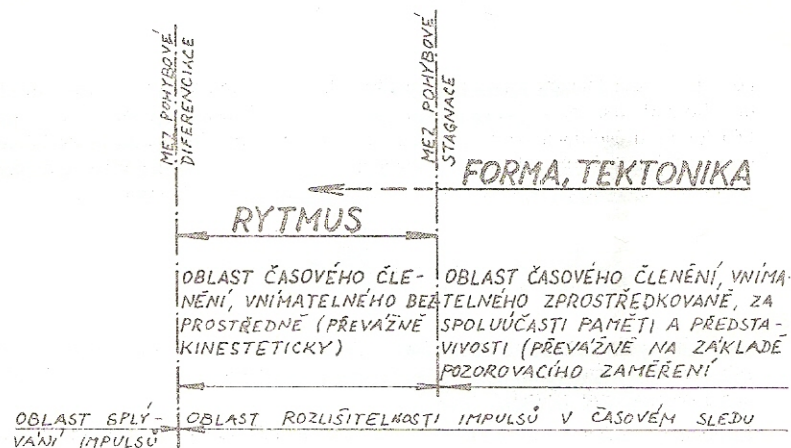 MEZ POHYBOVÉ
DIFERENCIACE
MEZ POHYBOVÉ
STAGNACE
FORMA, TEKTONIKA
RYTMUS
OBLAST ČASOVÉHO ČLE-
NĚNÍ, VNÍMATELNÉHO BEZ
PROSTŘEDNĚ (PŘEVÁŽNĚ
KINESTETICKY)
OBLAST ČASOVÉHO ČLENĚNÍ, VNÍMA-
TELNÉHO ZPROSTŘEDKOVANĚ, ZA
SPOLUÚČASTI PAMĚTI A PŘEDSTA-
VIVOSTI (PŘEVÁŽNĚ NA ZÁKLADĚ
POZOROVACÍHO ZAMĚŘENÍ
OBLAST SPLÝ-
VÁNÍ IMPULSŮ
OBLAST ROZLIŠITELNOSTI IMPULSŮ V ČASOVÉM SLEDU